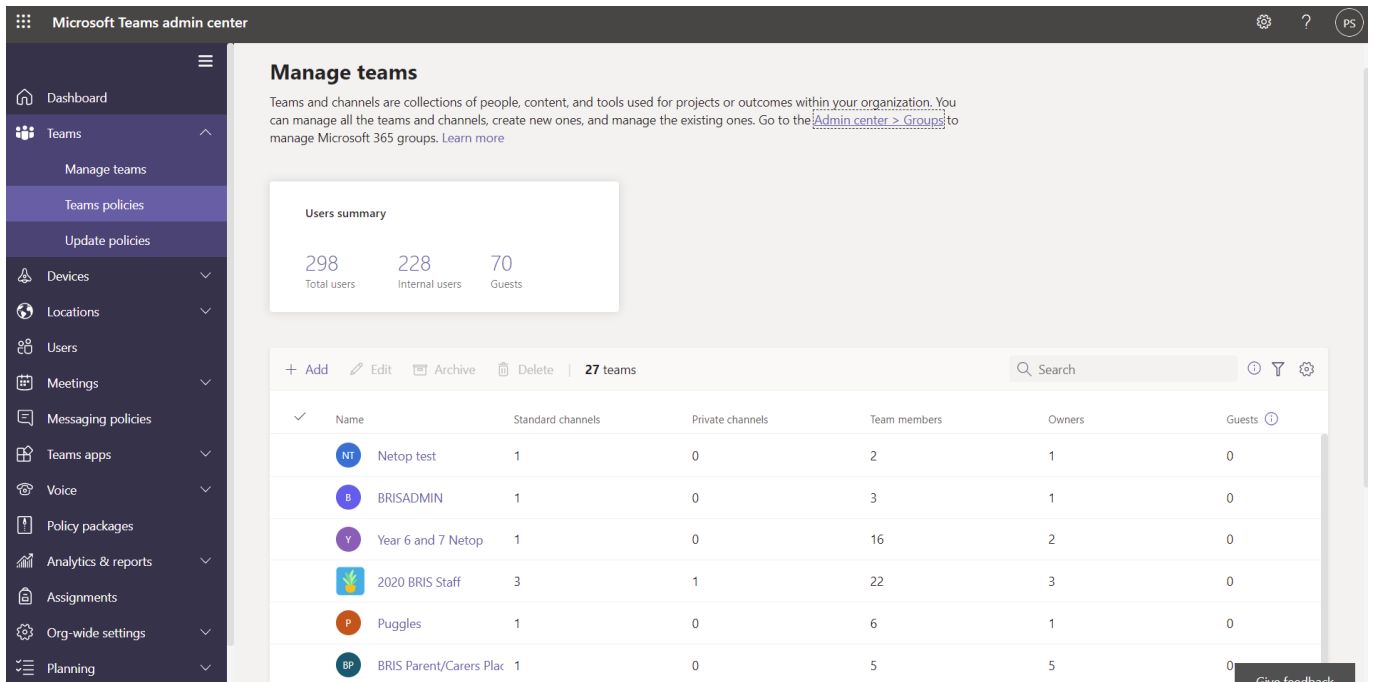 Microsoft Teams admin center
PS
Dashboard
Teams
Manage teams
Teams policies
Update policies
Devices
Locations
Users
Meetings
Messaging policies
Teams apps
Voice
Policy packages
Analytics & reports
Assignments
Org-wide settings
Planning
Manage teams
Teams and channels are collections of people, content, and tools used for projects or outcomes within your organization. You
can manage all the teams and channels, create new ones, and manage the existing ones. Go to the Admin center > Groups to
manage Microsoft 365 groups. Learn more
Users summary
298 228 70
Total users Internal users Guests
+ Add Edit Archive Delete | 27 teams Search
Name Standard channels Private channels Team members Owners Guests
NT Netop test 1 0 2 1 0
B BRISADMIN 1 0 3 1 0
Y Year 6 and 7 Netop 1 0 16 2 0
2020 BRIS Staff 3 1 22 3 0
P Puggles 1 0 6 1 0
BP BRIS Parent/Carers Plac 1 0 5 5 0
Give feedback